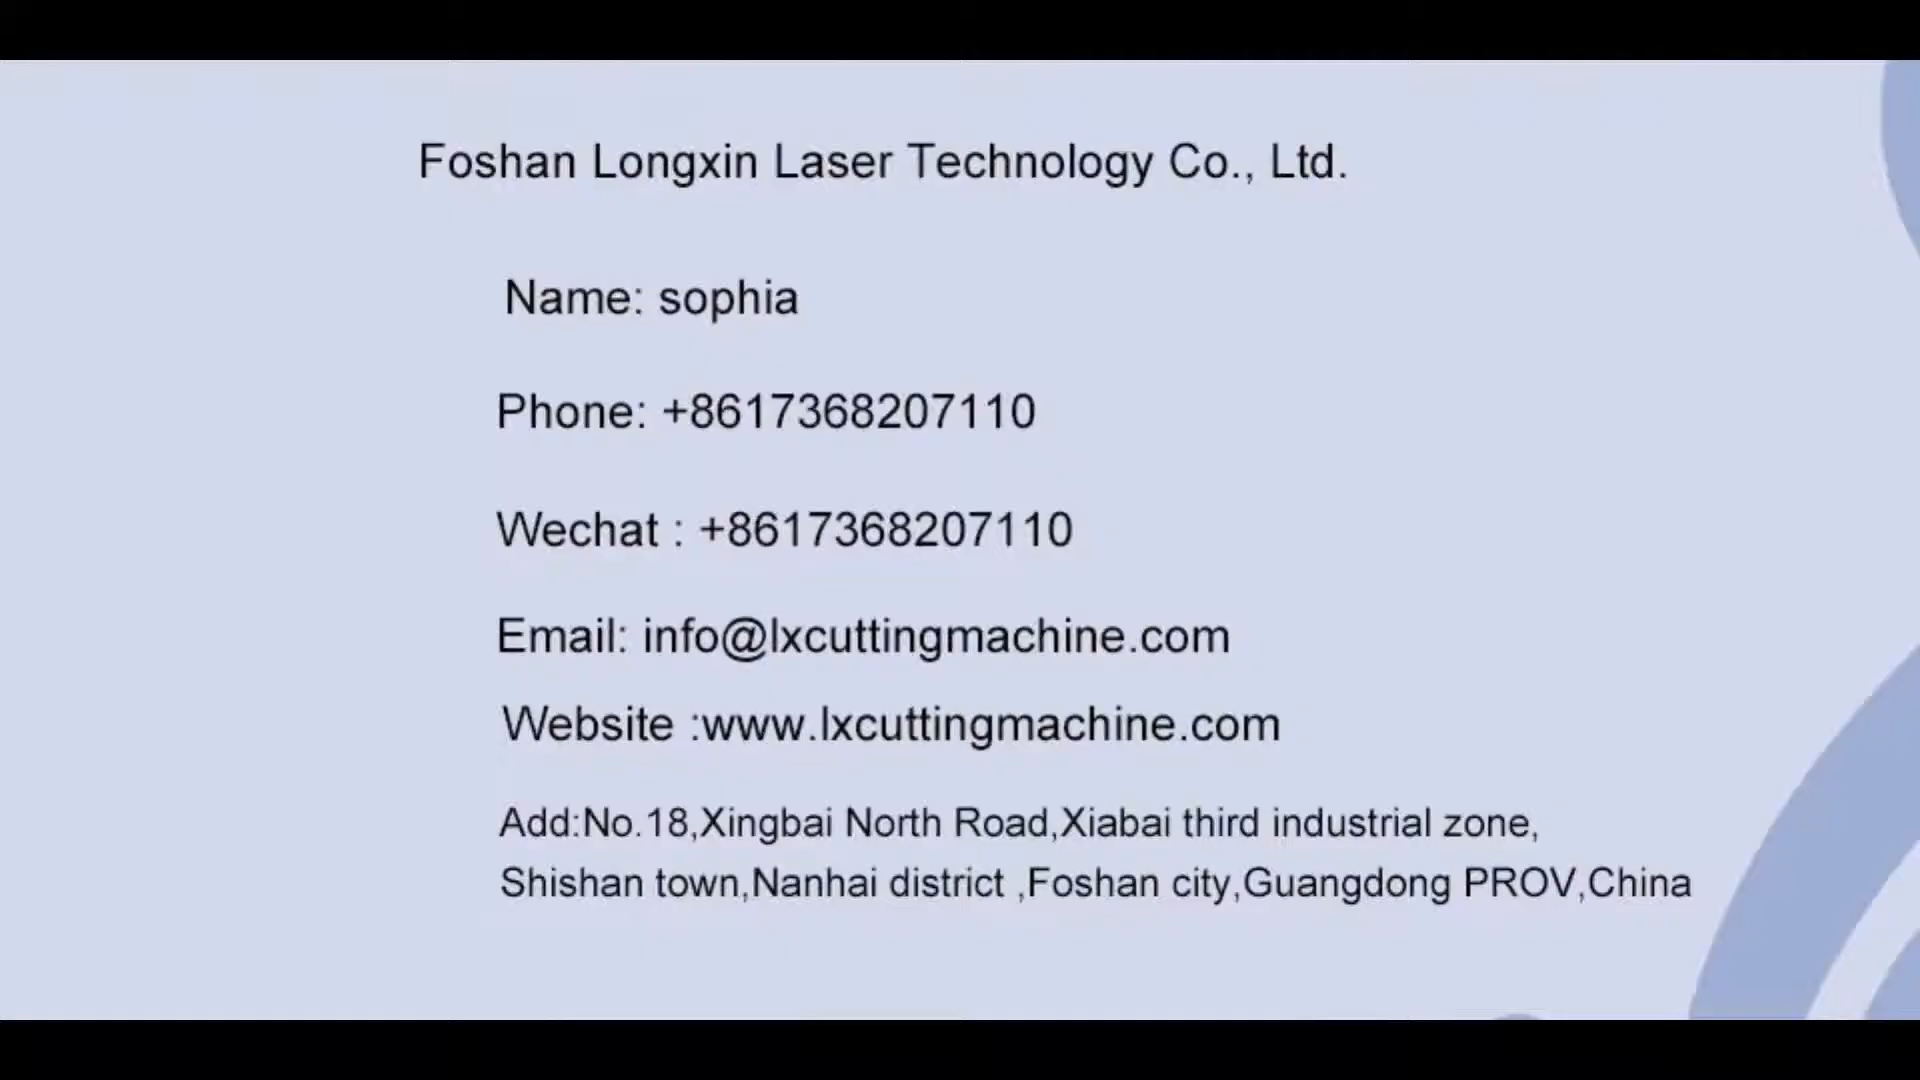 Foshan Longxin Laser Technology Co., Ltd.
Name: sophia
Phone: +8617368207110
Wechat : +8617368207110
Email: info@lxcuttingmachine.com
Website :www.lxcuttingmachine.com
Add:No.18,Xingbai North Road,Xiabai third industrial zone,
Shishan town,Nanhai district ,Foshan city,Guangdong PROV,China